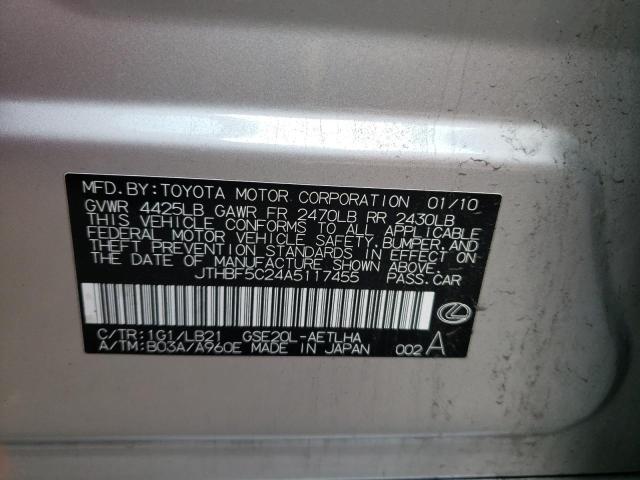 MFD.BY:TOYOTA MOTOR CORPORATION 01/10
GVWR 4425LB GAWR FR 2470LB RR 2430LB
THIS VEHICLE CONFORMS TO ALL APPLICABLE
FEDERAL MOTOR VEHICLE SAFETY, BUMPER, AND
THEFT PREVENTION STANDARDS IN EFFECT ON
THE DATE OF MANUFACTURE SHOWN ABOVE.
JTHBF5C24A5117455 PASS.CAR
C/TR:1G1/LB21 GSE20L-AETLHA
A/TM:B03A/A960E MADE IN JAPAN 002 A